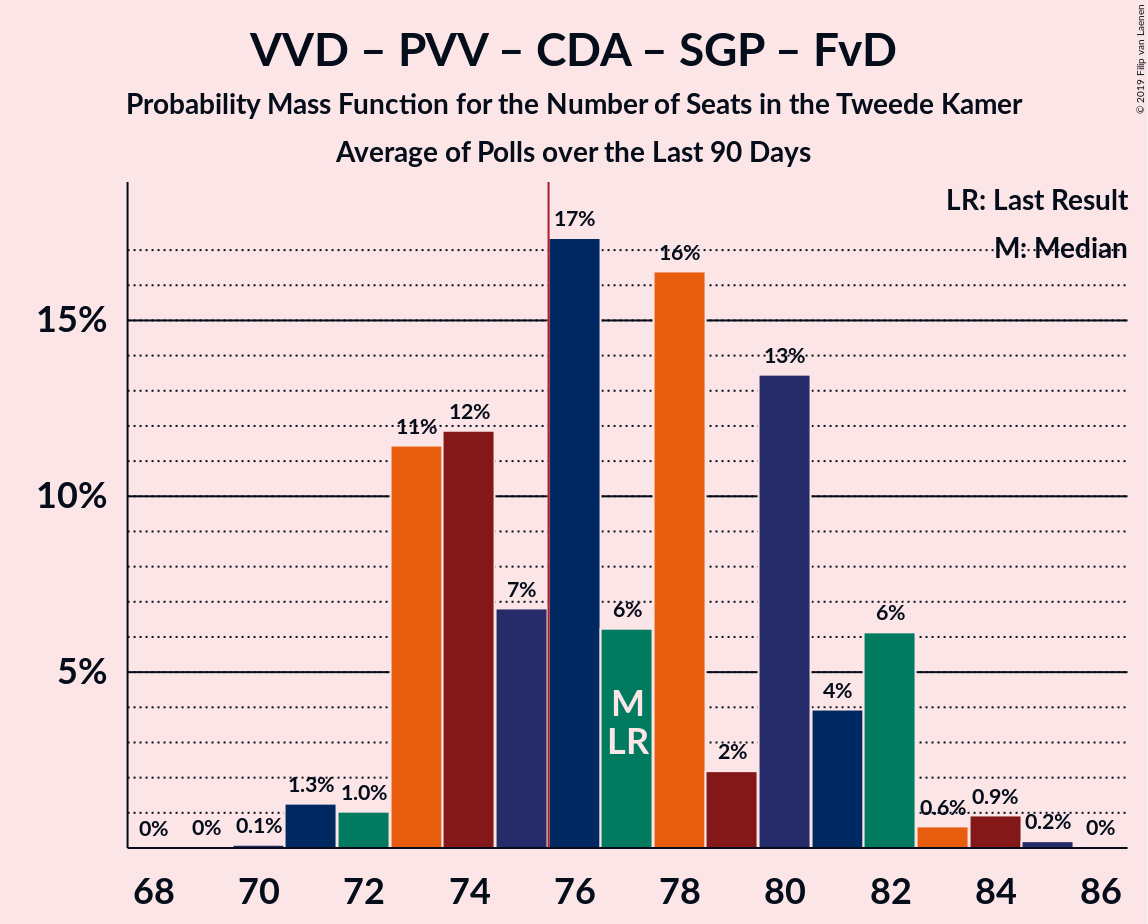 VVD – PVV – CDA – SGP – FvD
Probability Mass Function for the Number of Seats in the Tweede Kamer
Average of Polls over the Last 90 Days
© 2019 Filip van Laenen
LR: Last Result
M: Median
15%
10%
5%
0%
0%
0.1%
1.3%
1.0%
11%
12%
7%
17%
6%
16%
2%
13%
4%
6%
0.6%
0.9%
0.2%
0%
M
LR
68 70 72 74 76 78 80 82 84 86